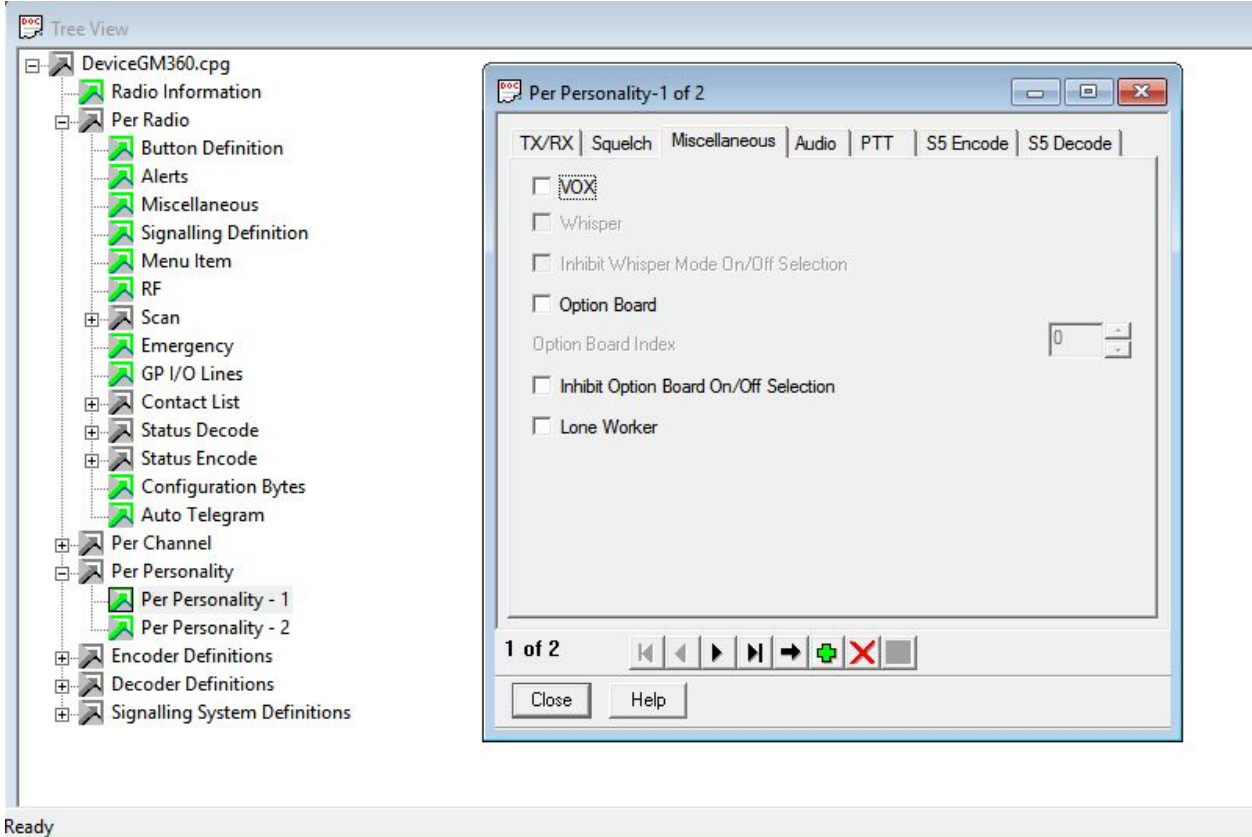 Tree View
DeviceGM360.cpg
Radio Information
Per Radio
Button Definition
Alerts
Miscellaneous
Signalling Definition
Menu Item
RF
Scan
Emergency
GP I/O Lines
Contact List
Status Decode
Status Encode
Configuration Bytes
Auto Telegram
Per Channel
Per Personality
Per Personality - 1
Per Personality - 2
Encoder Definitions
Decoder Definitions
Signalling System Definitions
Per Personality-1 of 2
TX/RX Squelch Miscellaneous Audio PTT S5 Encode S5 Decode
VOX
Whisper
Inhibit Whisper Mode On/Off Selection
Option Board
Option Board Index 0
Inhibit Option Board On/Off Selection
Lone Worker
1 of 2
Close Help
Ready